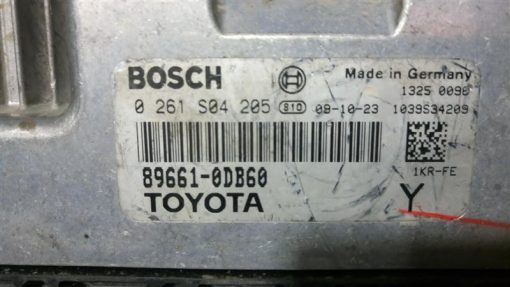 BOSCH Made in Germany
1325 0098
0 261 S04 205 810 09-10-23 1039S34209
89661-0DB60 1KR-FE
TOYOTA Y